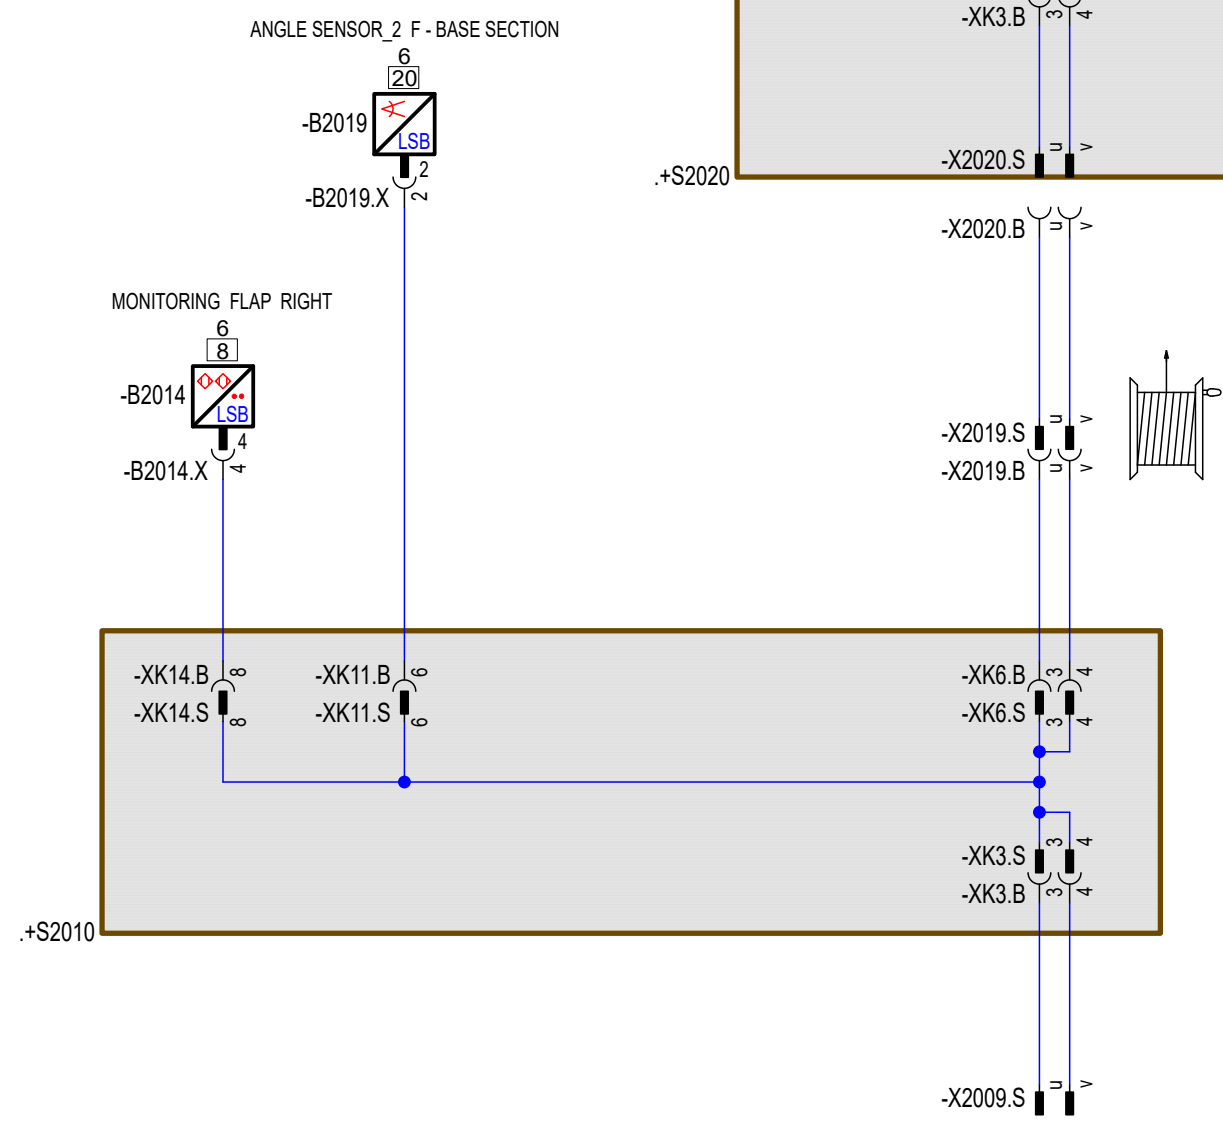 -XK3.B 3 4
ANGLE SENSOR_2 F - BASE SECTION
6
20
-B2019
LSB
2
-B2019.X 2
-X2020.S u v
.+S2020
-X2020.B u v
MONITORING FLAP RIGHT
6
8
-B2014
LSB
4
-B2014.X 4
-X2019.S u v
-X2019.B u v
-XK14.B 8 -XK11.B 6 -XK6.B 3 4
-XK14.S 8 -XK11.S 6 -XK6.S 3 4
-XK3.S 3 4
-XK3.B 3 4
.+S2010
-X2009.S u v